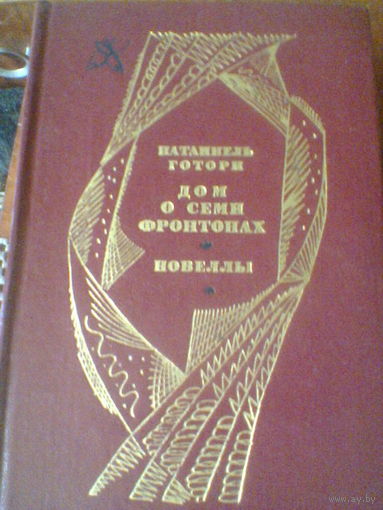 НАТАНИЕЛЬ
ГОТОРН
ДОМ
О СЕМИ
ФРОНТОНАХ
НОВЕЛЛЫ
www.ay.by